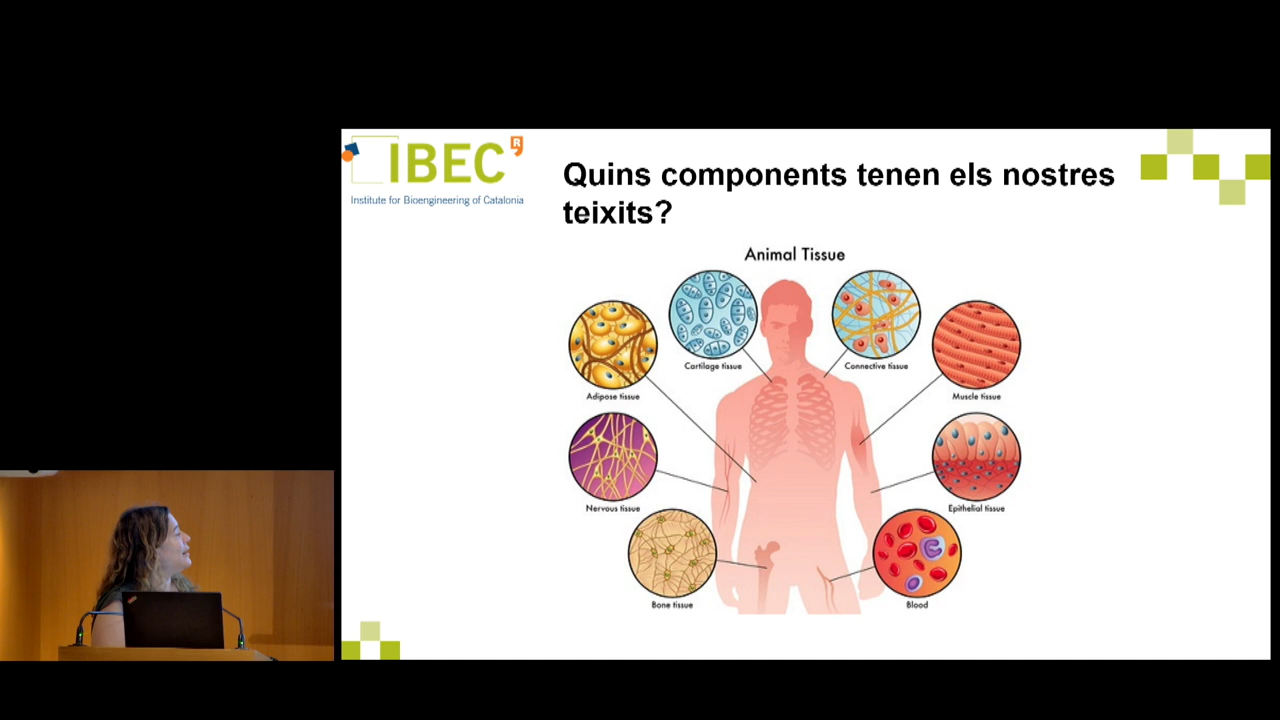 IBEC R
Institute for Bioengineering of Catalonia
Quins components tenen els nostres
teixits?
Animal Tissue
Cartilage tissue
Connective tissue
Adipose tissue
Muscle tissue
Nervous tissue
Epithelial tissue
Bone tissue
Blood